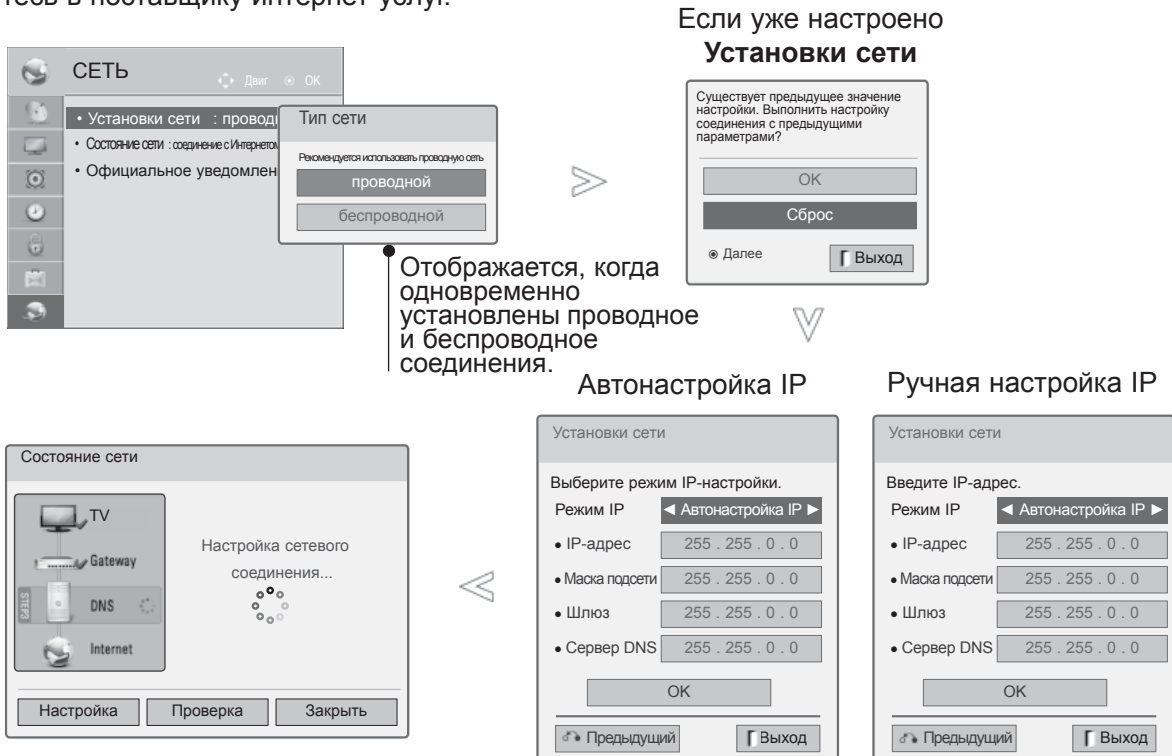 тесь в поставщику интернет-услуг.
СЕТЬ
Двиг ОК
• Установки сети : провод
• Состояние сети : соединение с Интернетом
• Официальное уведомлен
Тип сети
Рекомендуется использовать проводную сеть
проводной
беспроводной
Отображается, когда
одновременно
установлены проводное
и беспроводное
соединения.
Если уже настроено
Установки сети
Существует предыдущее значение
настройки. Выполнить настройку
соединения с предыдущими
параметрами?
ОК
Сброс
Далее
Выход
Автонастройка IP
Установки сети
Выберите режим IP-настройки.
Режим IP ◄ Автонастройка IP ►
• IP-адрес 255 . 255 . 0 . 0
• Маска подсети 255 . 255 . 0 . 0
• Шлюз 255 . 255 . 0 . 0
• Сервер DNS 255 . 255 . 0 . 0
ОК
Предыдущий Выход
Ручная настройка IP
Установки сети
Введите IP-адрес.
Режим IP ◄ Автонастройка IP ►
• IP-адрес 255 . 255 . 0 . 0
• Маска подсети 255 . 255 . 0 . 0
• Шлюз 255 . 255 . 0 . 0
• Сервер DNS 255 . 255 . 0 . 0
ОК
Предыдущий Выход
Состояние сети
TV
Gateway
STEP3
DNS
Internet
Настройка сетевого
соединения...
Настройка Проверка Закрыть